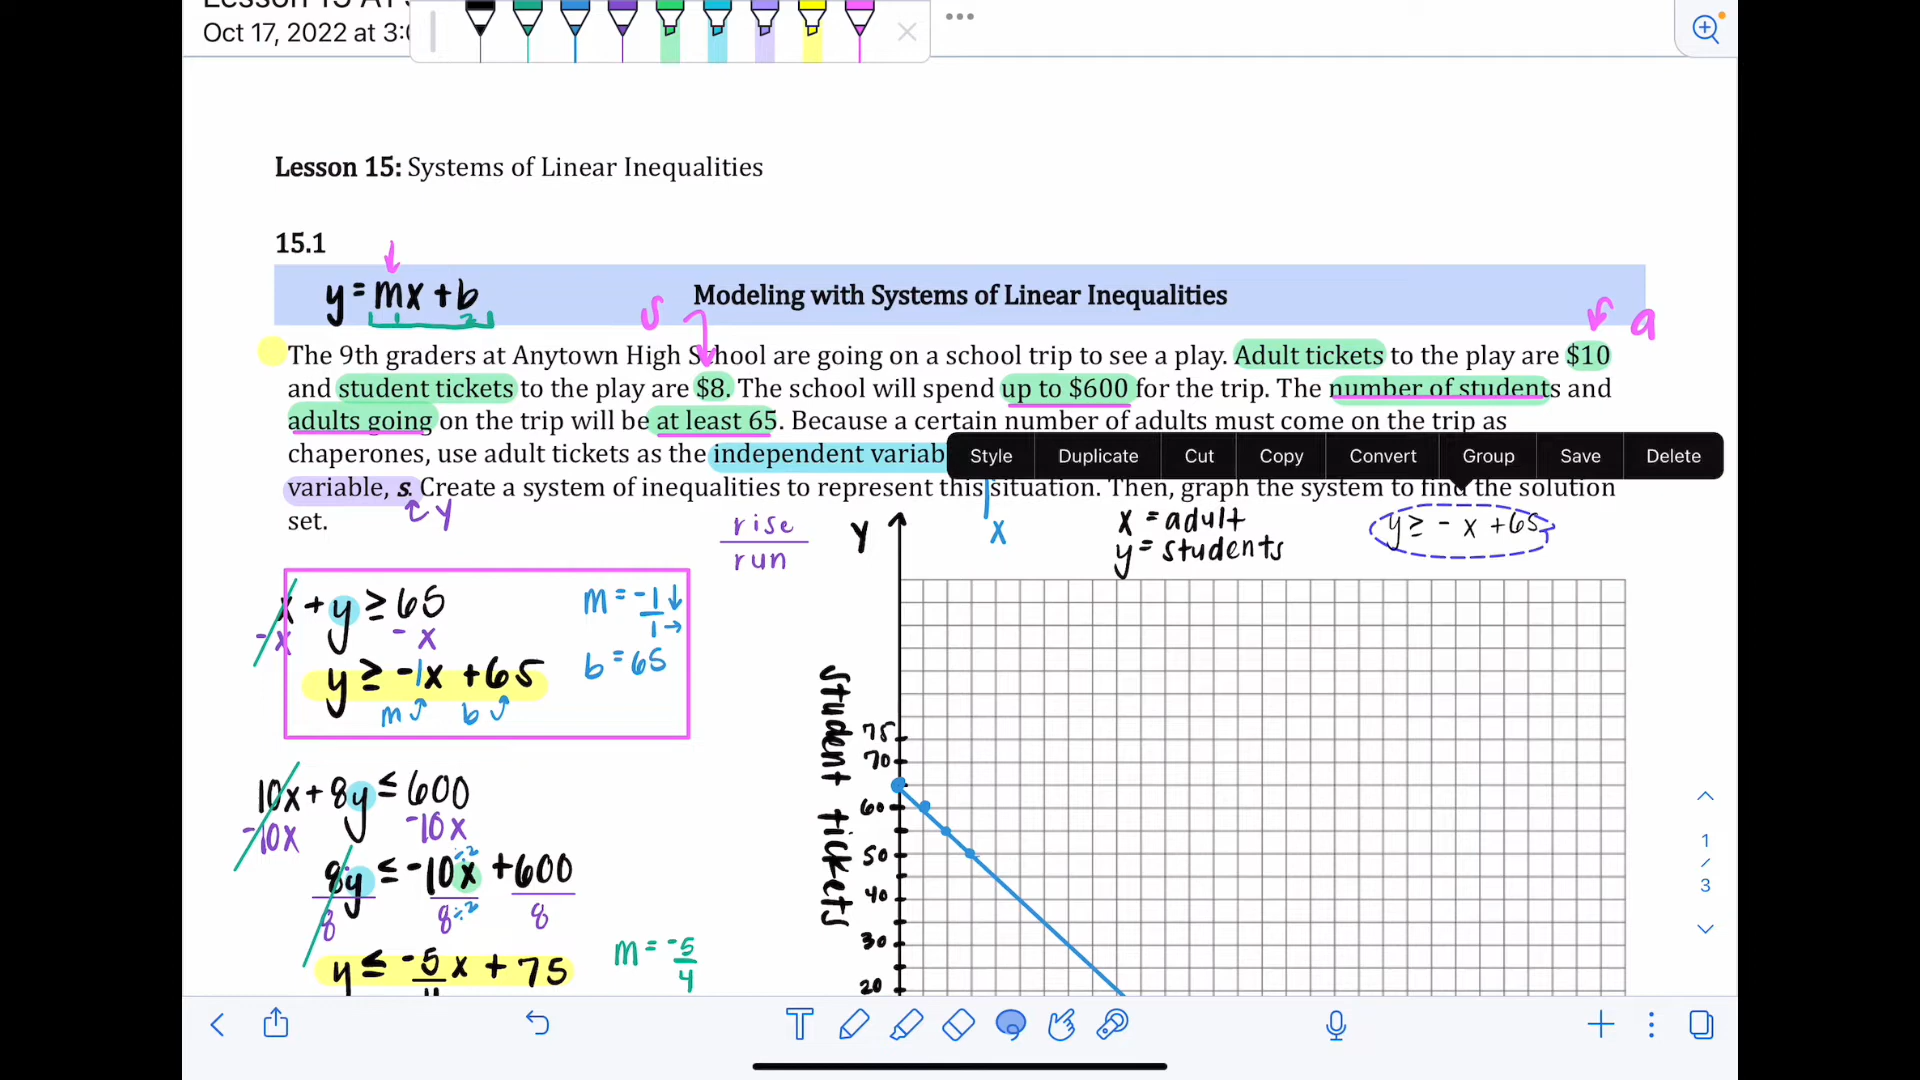 Oct 17, 2022 at 3:0
Lesson 15: Systems of Linear Inequalities
15.1
y = mx + b
Modeling with Systems of Linear Inequalities
s
a
The 9th graders at Anytown High School are going on a school trip to see a play. Adult tickets to the play are $10
and student tickets to the play are $8. The school will spend up to $600 for the trip. The number of students and
adults going on the trip will be at least 65. Because a certain number of adults must come on the trip as
chaperones, use adult tickets as the independent variab
Style Duplicate Cut Copy Convert Group Save Delete
variable, s. Create a system of inequalities to represent this situation. Then, graph the system to find the solution
set.
y
rise
run
y
x
x = adult
y = students
y ≥ - x + 65
x + y ≥ 65
- x - x
y ≥ -1x + 65
m b
m = -1
1
b = 65
10x + 8y ≤ 600
-10x -10x
8y ≤ -10x + 600
÷2
8 8 ÷2 8
y ≤ -5 x + 75
m = -5
4
student tickets
75
70
60
50
40
30
20
1
/
3
T